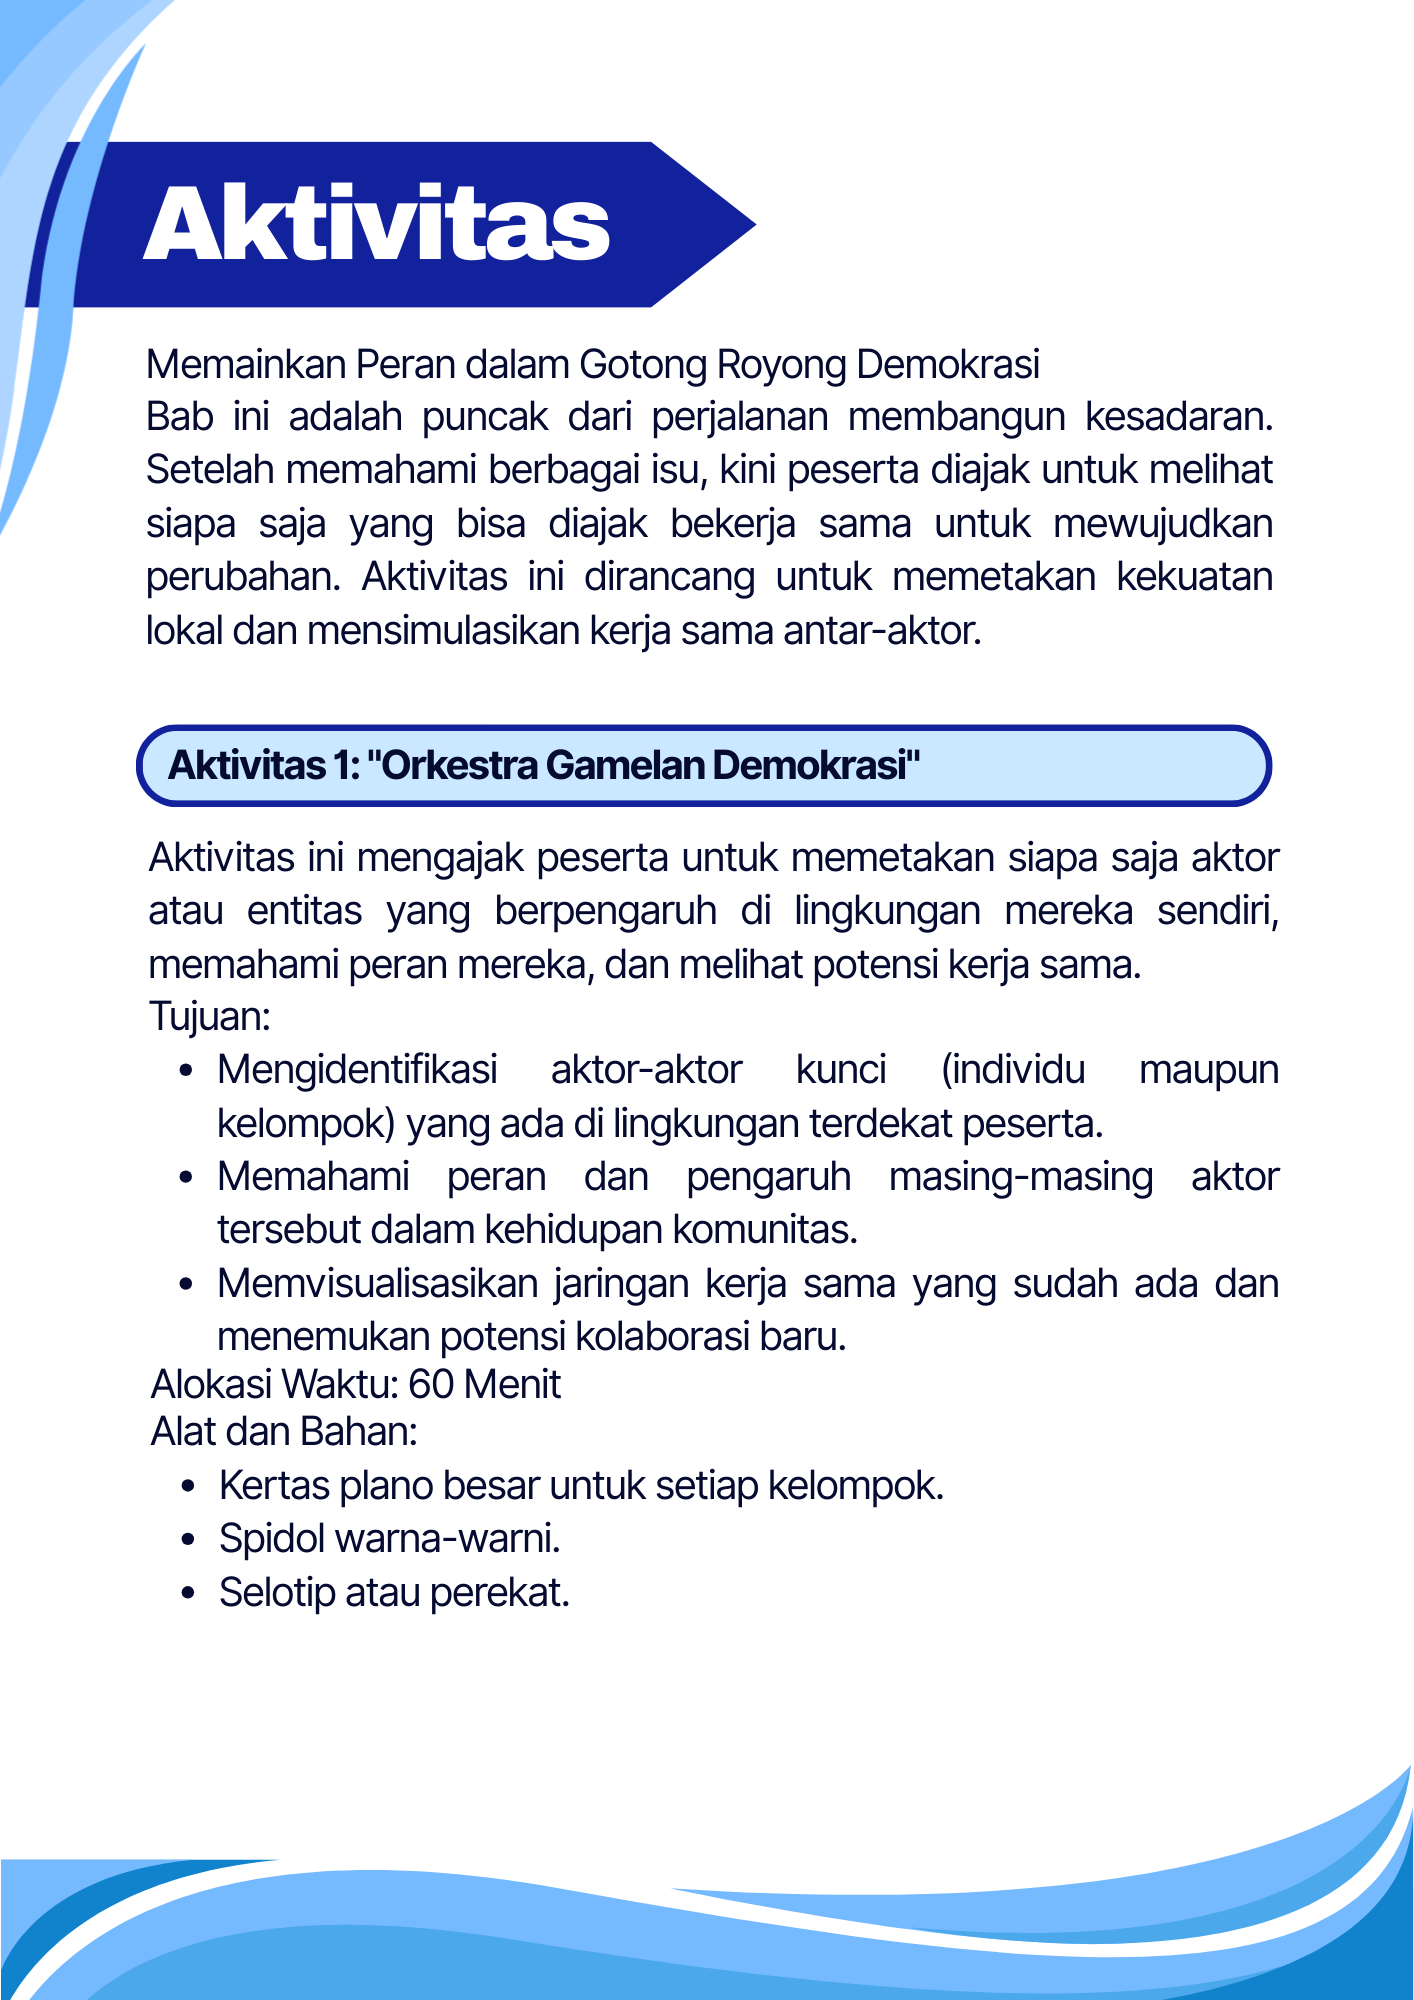 Aktivitas
Memainkan Peran dalam Gotong Royong Demokrasi
Bab ini adalah puncak dari perjalanan membangun kesadaran.
Setelah memahami berbagai isu, kini peserta diajak untuk melihat
siapa saja yang bisa diajak bekerja sama untuk mewujudkan
perubahan. Aktivitas ini dirancang untuk memetakan kekuatan
lokal dan mensimulasikan kerja sama antar-aktor.
Aktivitas 1: "Orkestra Gamelan Demokrasi"
Aktivitas ini mengajak peserta untuk memetakan siapa saja aktor
atau entitas yang berpengaruh di lingkungan mereka sendiri,
memahami peran mereka, dan melihat potensi kerja sama.
Tujuan:
• Mengidentifikasi aktor-aktor kunci (individu maupun
kelompok) yang ada di lingkungan terdekat peserta.
• Memahami peran dan pengaruh masing-masing aktor
tersebut dalam kehidupan komunitas.
• Memvisualisasikan jaringan kerja sama yang sudah ada dan
menemukan potensi kolaborasi baru.
Alokasi Waktu: 60 Menit
Alat dan Bahan:
• Kertas plano besar untuk setiap kelompok.
• Spidol warna-warni.
• Selotip atau perekat.